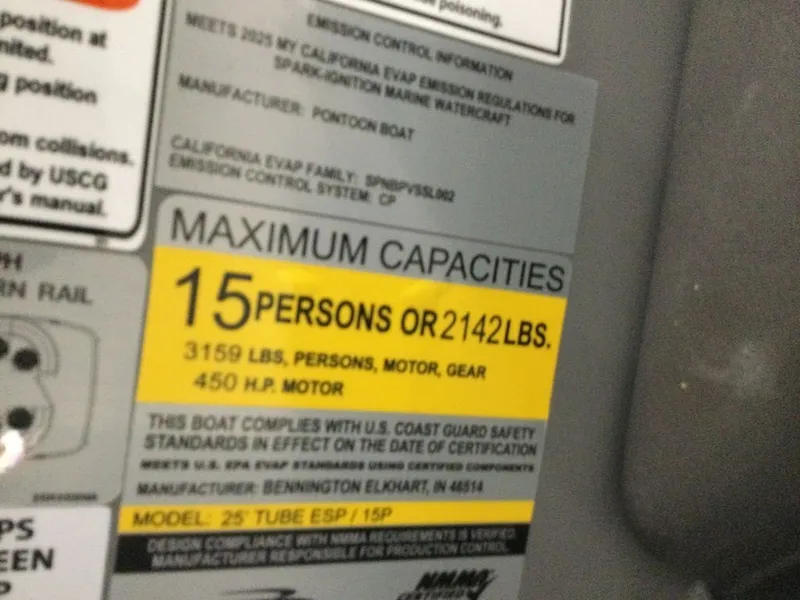 poisoning.
position at
nited.
g position
om collisions.
d by USCG
r's manual.
EMISSION CONTROL INFORMATION
MEETS 2025 MY CALIFORNIA EVAP EMISSION REGULATIONS FOR
SPARK-IGNITION MARINE WATERCRAFT
MANUFACTURER: PONTOON BOAT
CALIFORNIA EVAP FAMILY: SPNBPVSSL002
EMISSION CONTROL SYSTEM: CP
MAXIMUM CAPACITIES
15 PERSONS OR 2142 LBS.
3159 LBS, PERSONS, MOTOR, GEAR
450 H.P. MOTOR
THIS BOAT COMPLIES WITH U.S. COAST GUARD SAFETY
STANDARDS IN EFFECT ON THE DATE OF CERTIFICATION
MEETS U.S. EPA EVAP STANDARDS USING CERTIFIED COMPONENTS
MANUFACTURER: BENNINGTON ELKHART, IN 46514
MODEL: 25' TUBE ESP / 15P
DESIGN COMPLIANCE WITH NMMA REQUIREMENTS IS VERIFIED.
MANUFACTURER RESPONSIBLE FOR PRODUCTION CONTROL.
NMMA
CERTIFIED
PH
RN RAIL
PS
EEN
P